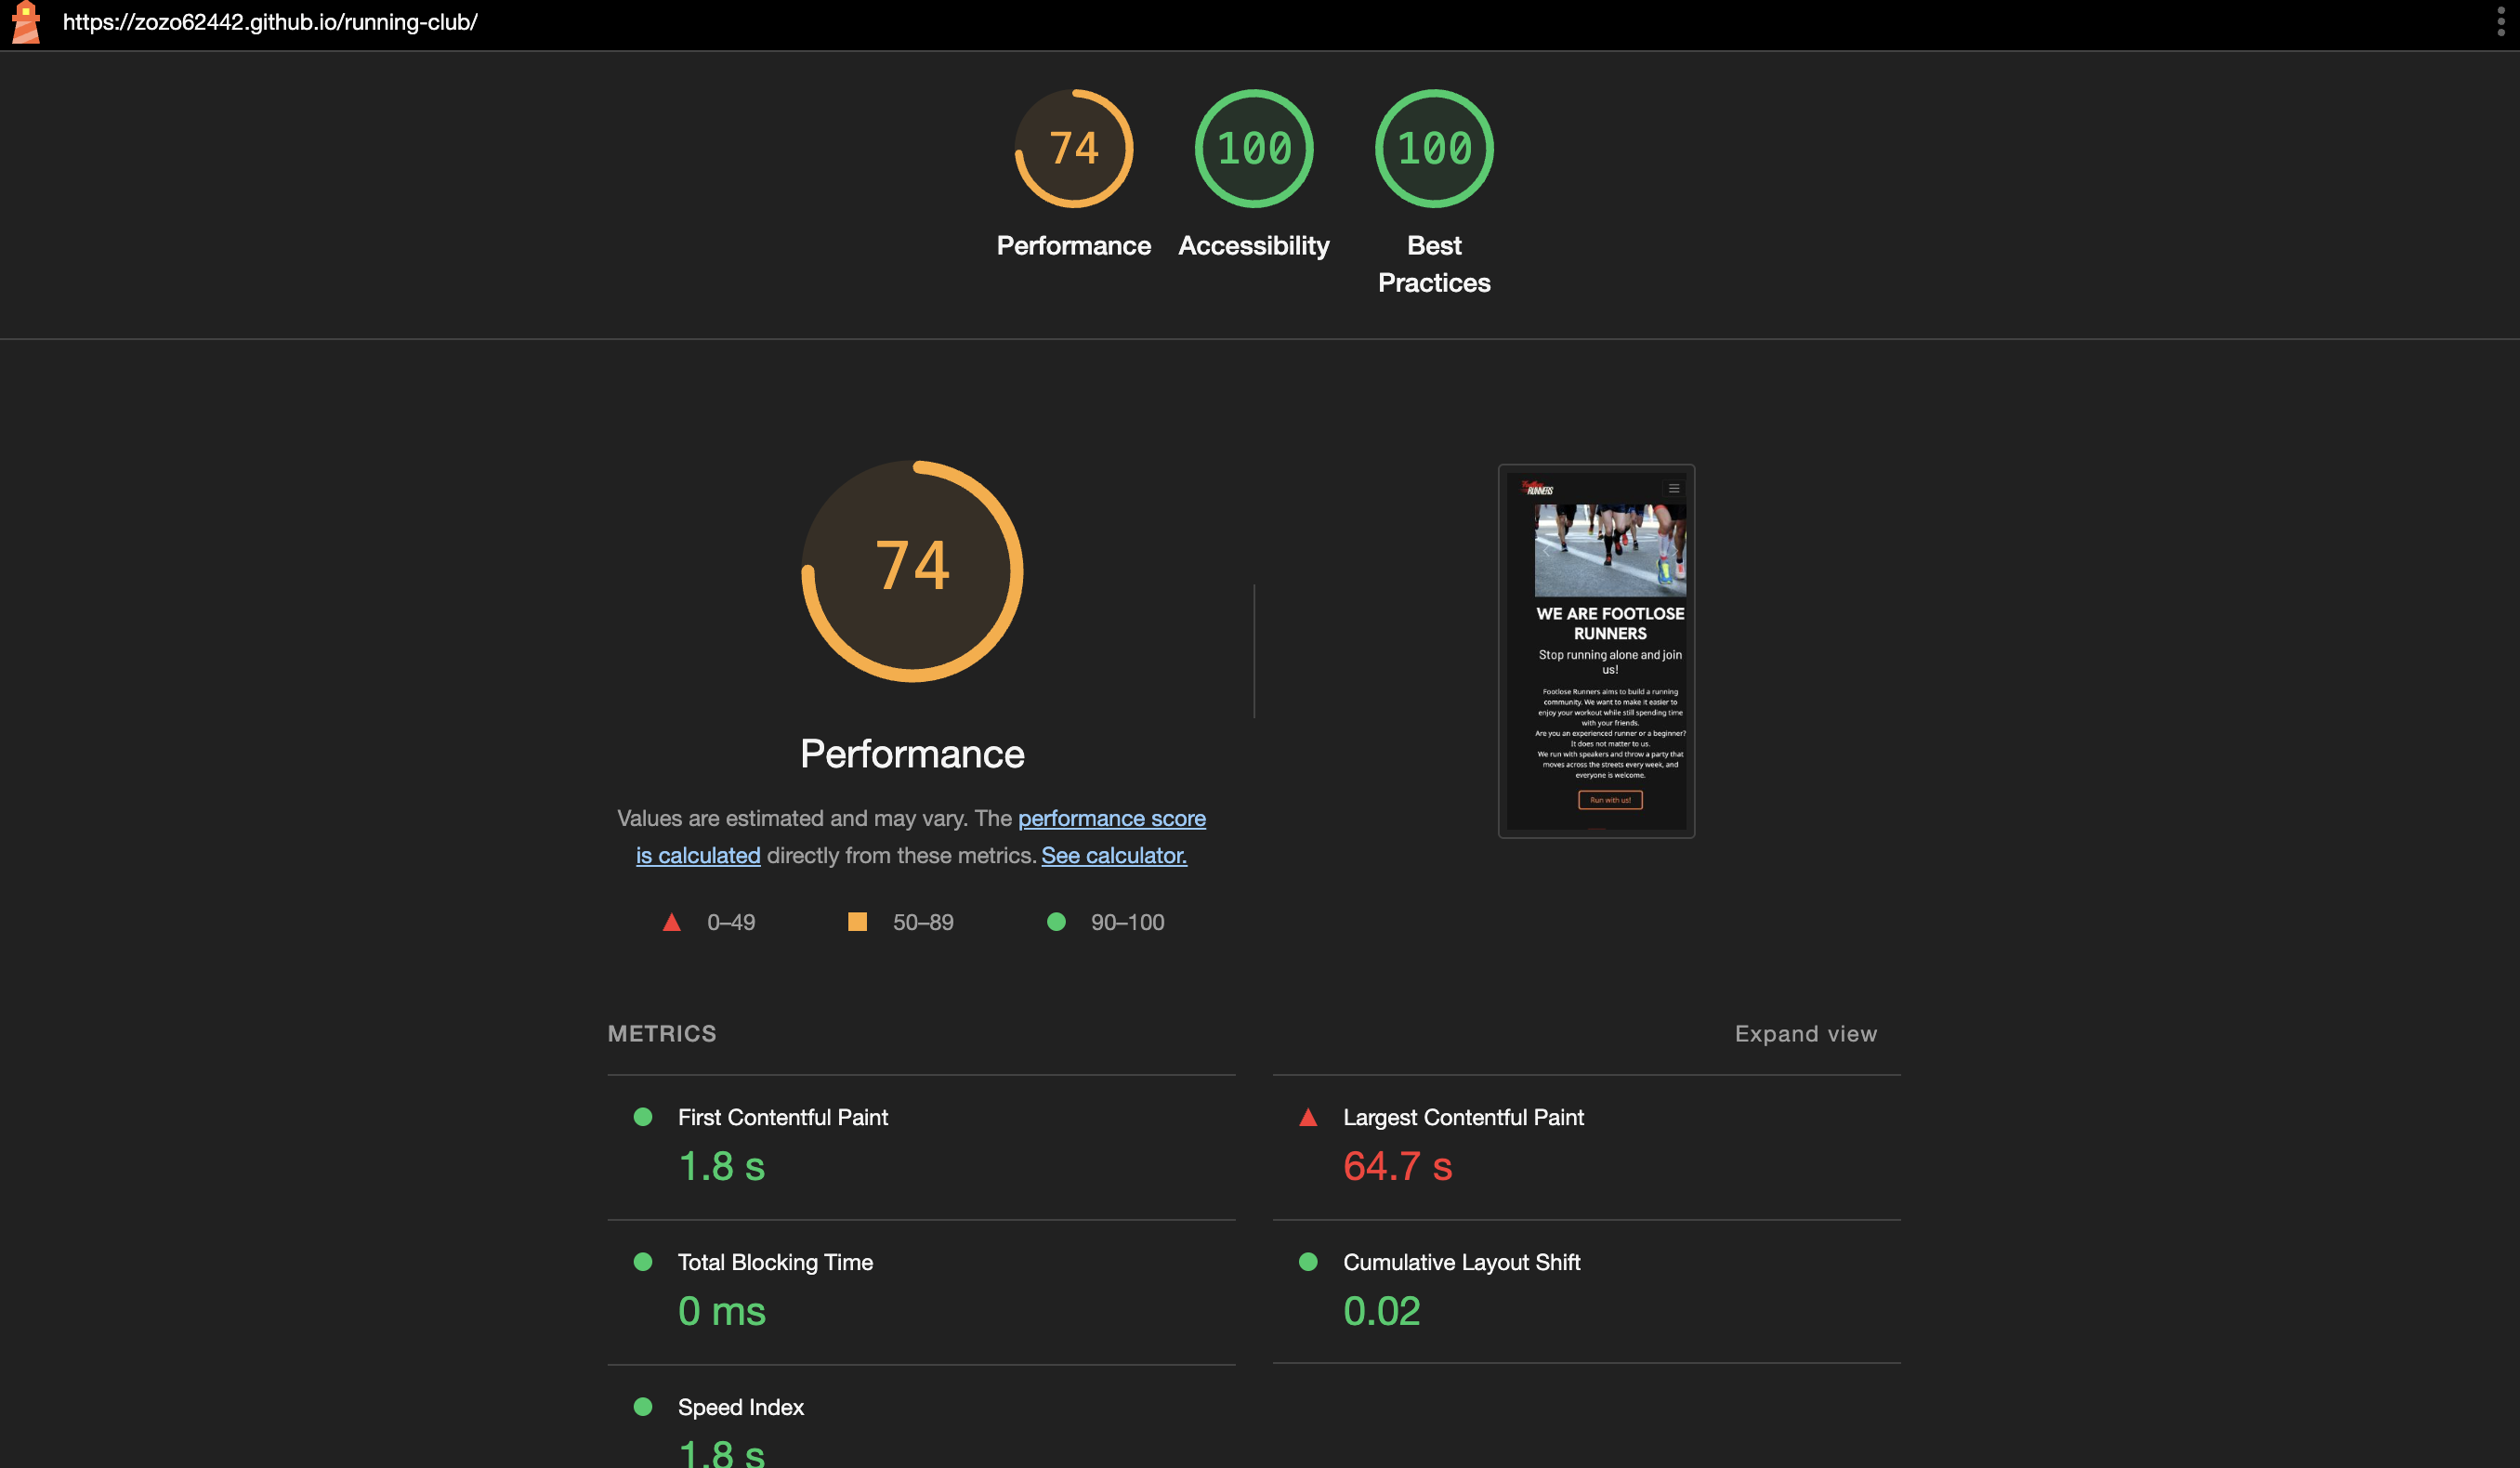 https://zozo62442.github.io/running-club/
74
100
100
Performance
Accessibility
Best
Practices
74
Performance
Values are estimated and may vary. The performance score
is calculated directly from these metrics. See calculator.
0–49
50–89
90–100
RUNNERS
WE ARE FOOTLOSE
RUNNERS
Stop running alone and join
us!
Footlose Runners aims to build a running
community. We want to make it easier to
enjoy your workout while still spending time
with your friends.
Are you an experienced runner or a beginner?
It does not matter to us.
We run with speakers and throw a party that
moves across the streets every week, and
everyone is welcome.
Run with us!
METRICS
Expand view
First Contentful Paint
1.8 s
Largest Contentful Paint
64.7 s
Total Blocking Time
0 ms
Cumulative Layout Shift
0.02
Speed Index
1.8 s